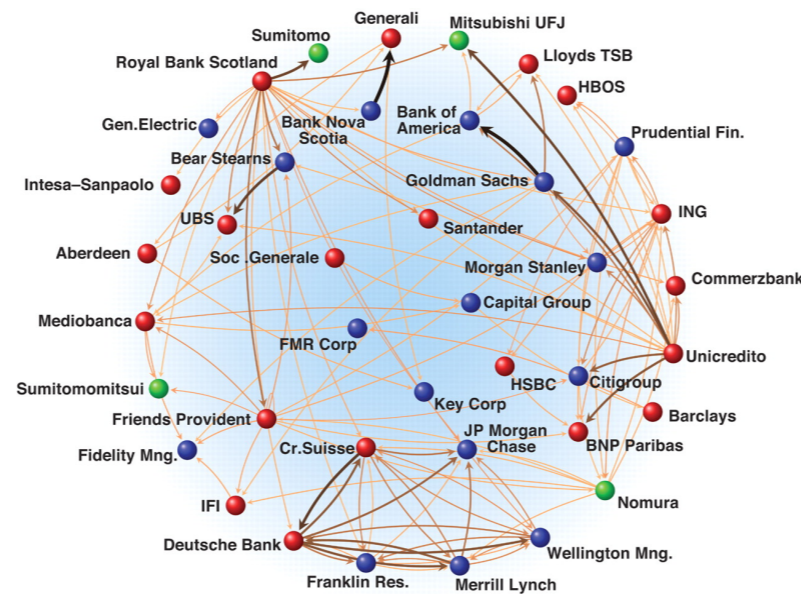 Generali
Mitsubishi UFJ
Sumitomo
Royal Bank Scotland
Lloyds TSB
HBOS
Gen.Electric
Bank Nova
Scotia
Bank of
America
Prudential Fin.
Bear Stearns
Goldman Sachs
Intesa–Sanpaolo
UBS
Santander
ING
Aberdeen
Soc .Generale
Morgan Stanley
Commerzbank
Capital Group
Mediobanca
FMR Corp
Unicredito
HSBC
Citigroup
Sumitomomitsui
Key Corp
Barclays
Friends Provident
JP Morgan
Chase
BNP Paribas
Cr.Suisse
Fidelity Mng.
Nomura
IFI
Deutsche Bank
Wellington Mng.
Franklin Res.
Merrill Lynch